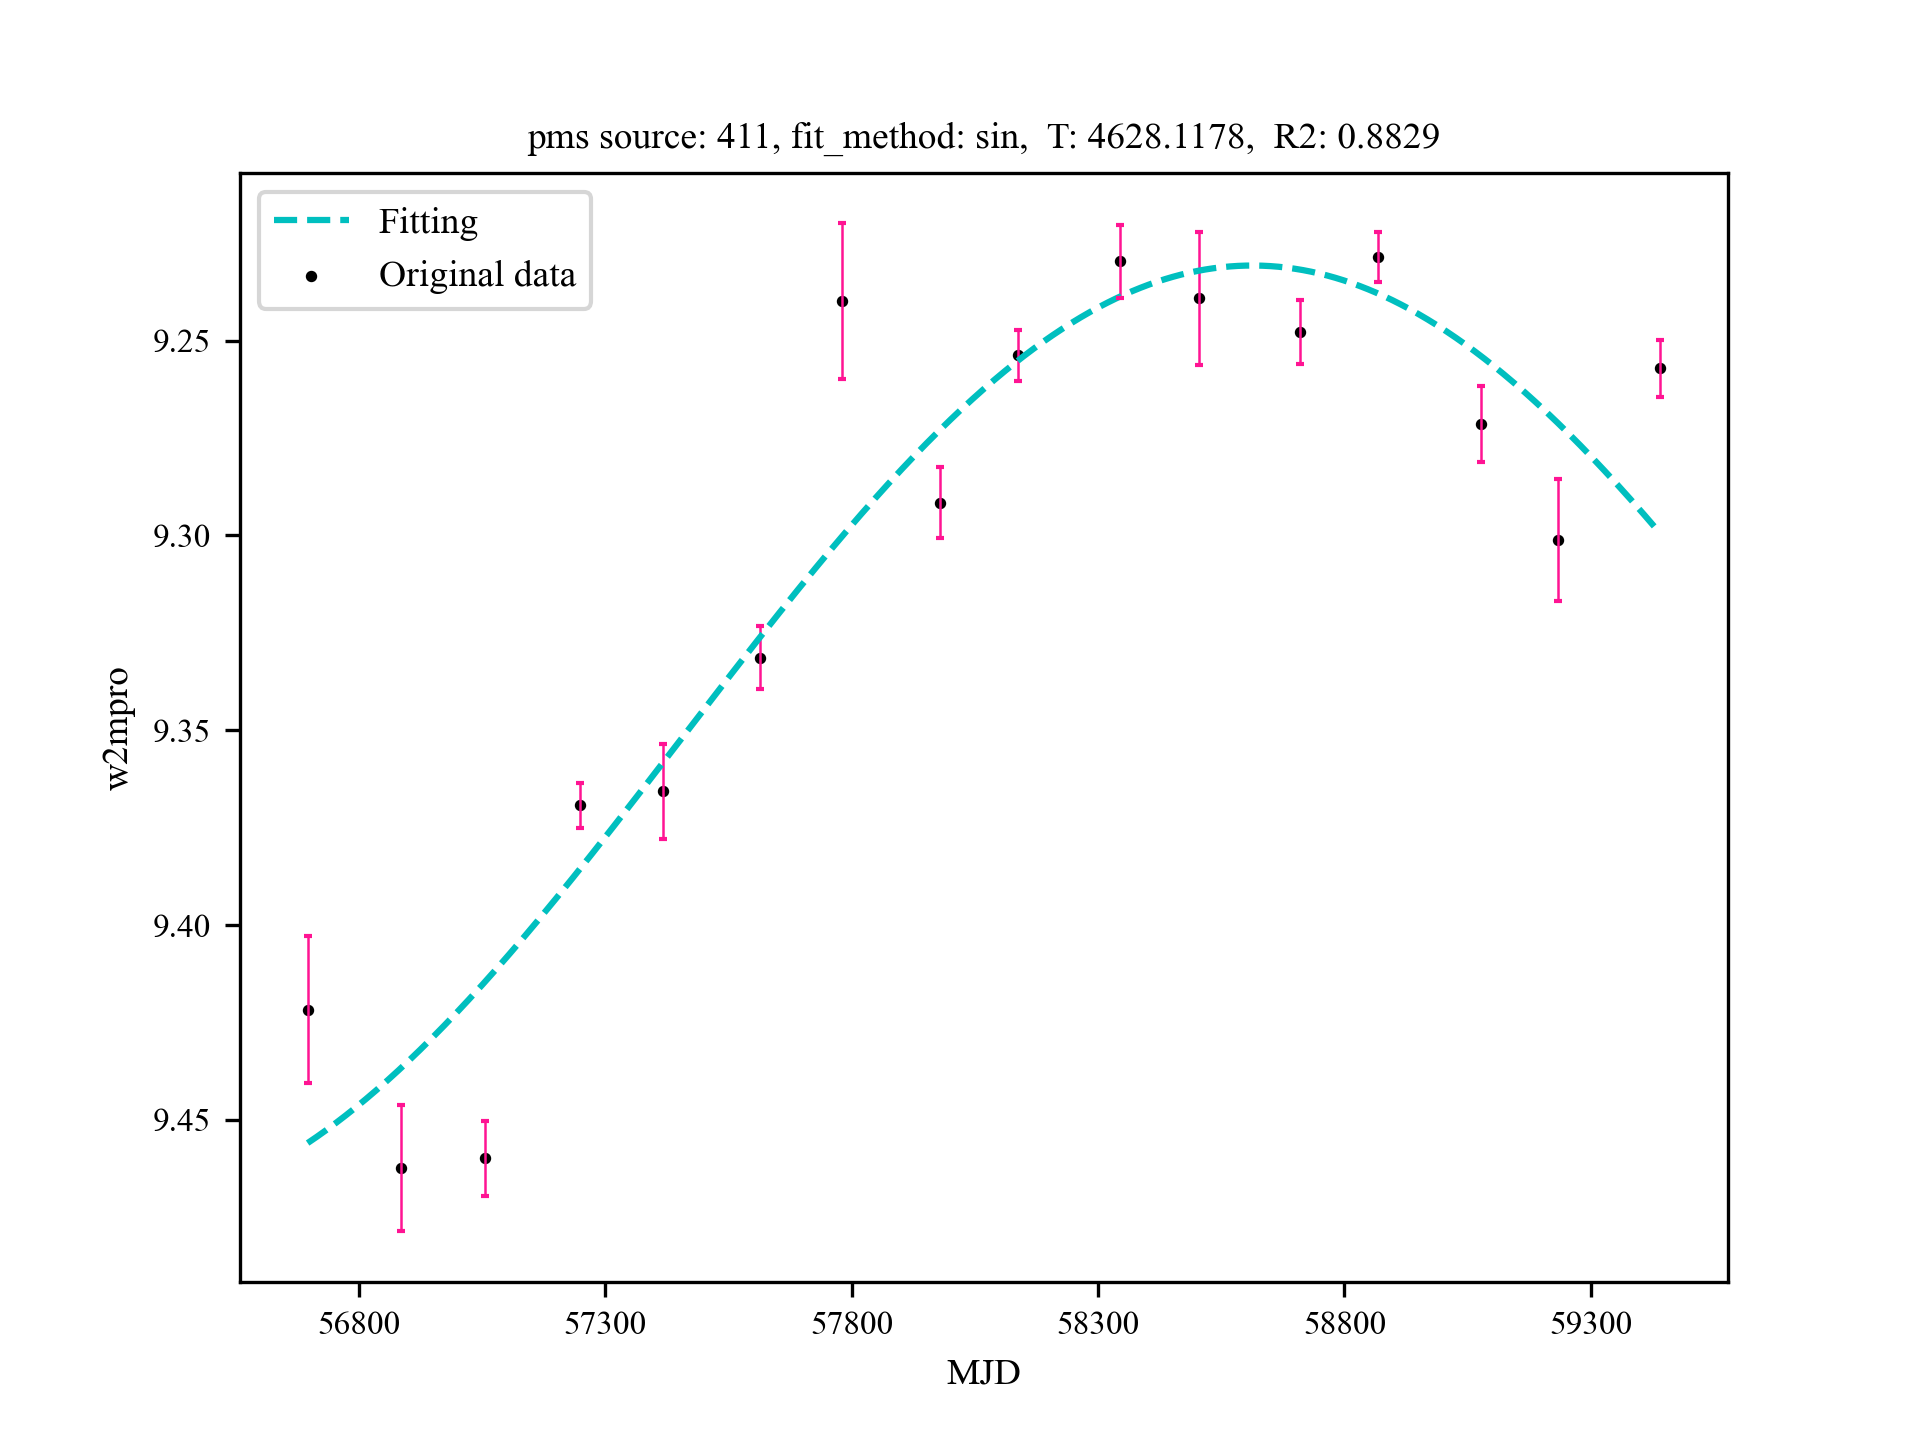 pms source: 411, fit_method: sin,  T: 4628.1178,  R2: 0.8829
Fitting
Original data
9.25
9.30
9.35
9.40
9.45
w2mpro
56800 57300 57800 58300 58800 59300
MJD